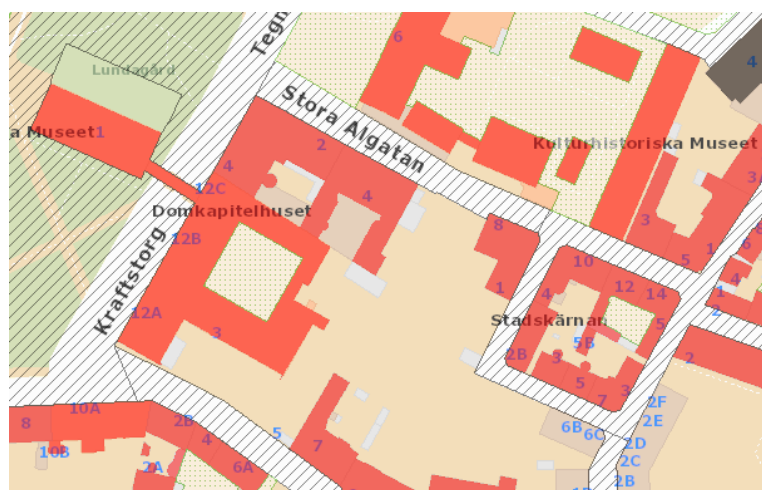 Tegn
6
4
Lundagård
a Museet
1
Stora Algatan
2
Kulturhistoriska Museet
4
12C
4
3A
Domkapitelhuset
8
3
5
1
6
12B
10
12
14
4
1
2
1
4
Kraftstorg
12A
3
Stadskärnan
5
5B
2B
3
5
7
3
2
10A
8
2B
4
10B
2A
6A
5
7
6B
6C
2F
2E
2D
2C
2B